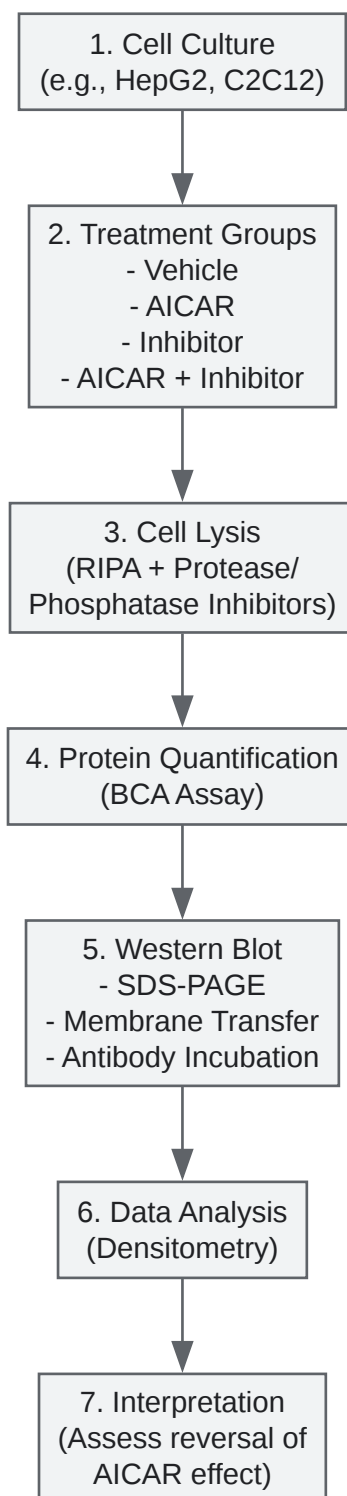 1. Cell Culture
(e.g., HepG2, C2C12)
2. Treatment Groups
- Vehicle
- AICAR
- Inhibitor
- AICAR + Inhibitor
3. Cell Lysis
(RIPA + Protease/
Phosphatase Inhibitors)
4. Protein Quantification
(BCA Assay)
5. Western Blot
- SDS-PAGE
- Membrane Transfer
- Antibody Incubation
6. Data Analysis
(Densitometry)
7. Interpretation
(Assess reversal of
AICAR effect)